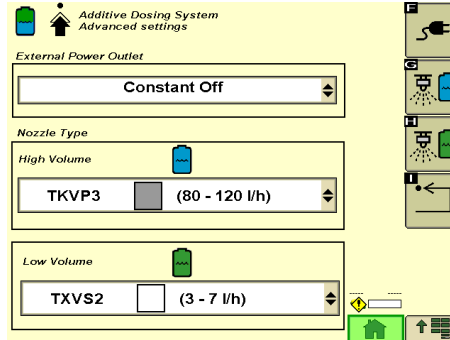 Additive Dosing System
Advanced settings
External Power Outlet
Constant Off
Nozzle Type
High Volume
TKVP3 (80 - 120 l/h)
Low Volume
TXVS2 (3 - 7 l/h)
F
G
H
I